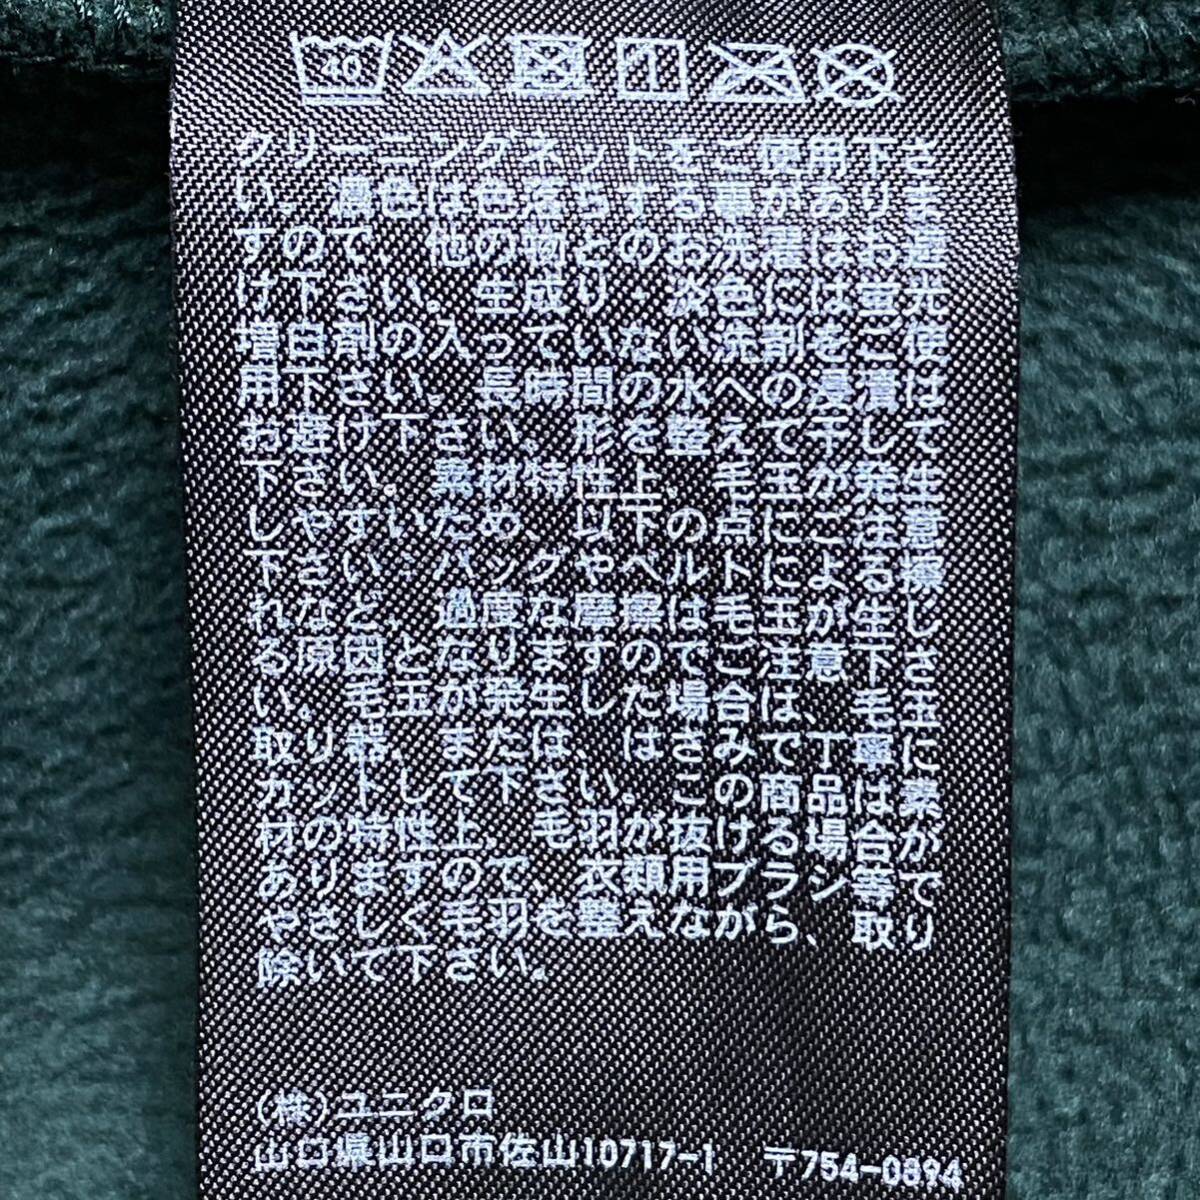 40
クリーニングネットをご使用下さ
い。濃色は色落ちする事があります
すので、他の物とのお洗濯はお避
け下さい。生成り・淡色には蛍光
増白剤の入っていない洗剤をご使
用下さい。長時間の水への浸漬は
お避け下さい。形を整えて干して
下さい。素材特性上、毛玉が発生
しやすいため、以下の点にご注意
下さい:バッグやベルトによる擦
れなど過度な摩擦は毛玉が生じ
る原因となりますのでご注意下さ
い。毛玉が発生した場合は、毛玉
取り器または、はさみで丁寧に
カットして下さい。この商品は素
材の特性上、毛羽が抜ける場合が
ありますので、衣類用ブラシ等で
やさしく毛羽を整えながら、取り
除いて下さい。
(株)ユニクロ
山口県山口市佐山10717-1 〒754-0894